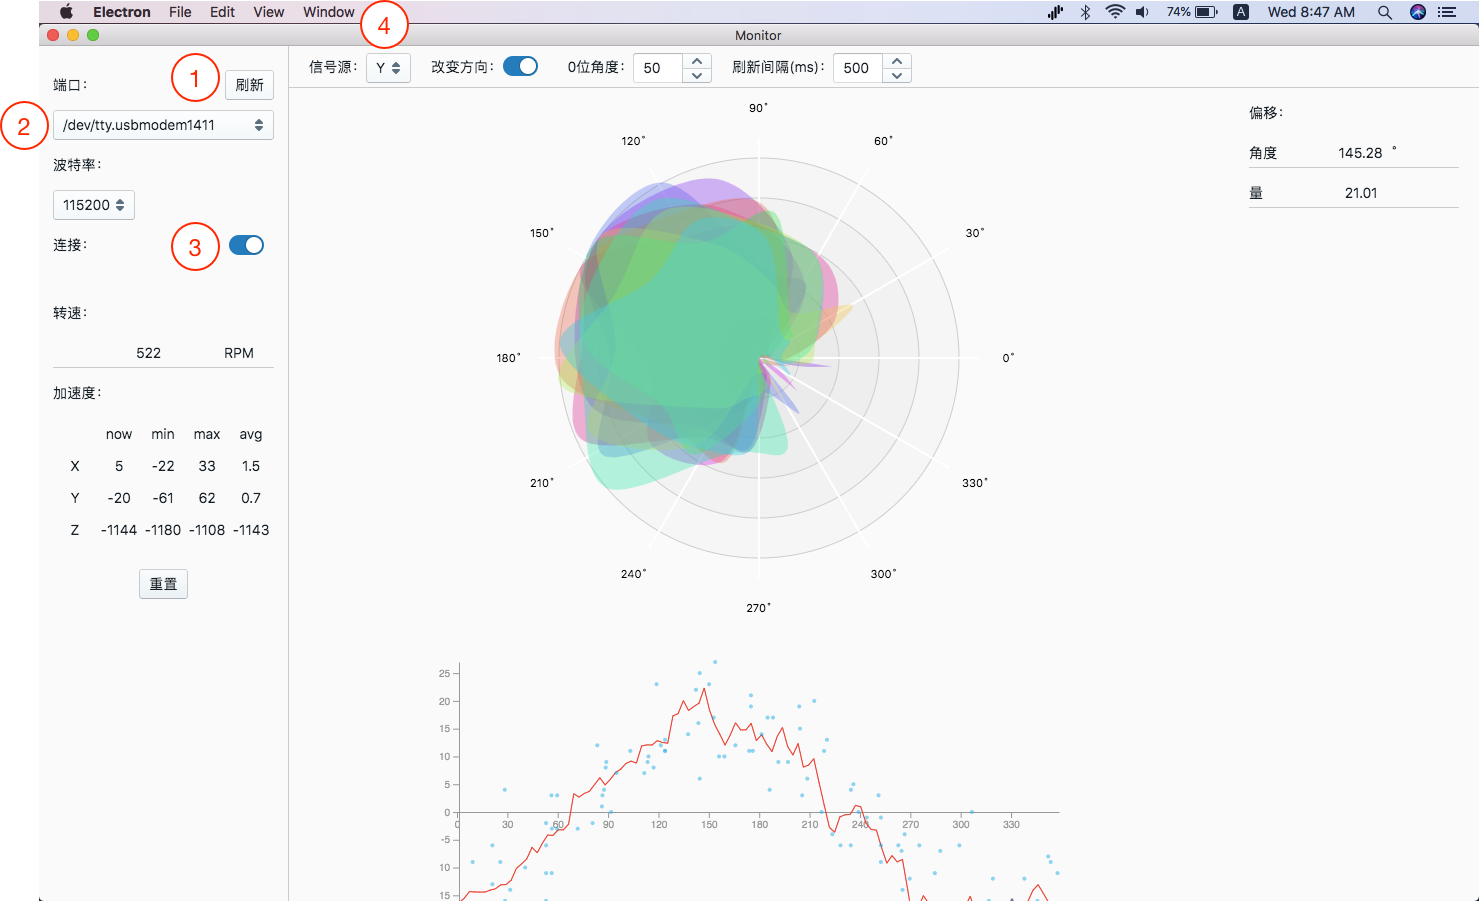 Electron File Edit View Window
74% A Wed 8:47 AM
Monitor
4
1
端口：
刷新
2
/dev/tty.usbmodem1411
波特率：
115200
连接：
3
转速：
522 RPM
加速度：
now min max avg
X 5 -22 33 1.5
Y -20 -61 62 0.7
Z -1144 -1180 -1108 -1143
重置
信号源： Y 改变方向： 0位角度： 50 刷新间隔(ms)： 500
90°
120° 60°
150° 30°
180° 0°
210° 330°
240° 300°
270°
偏移：
角度 145.28 °
量 21.01
25
20
15
10
5
0
-5
10
15
0 30 60 90 120 150 180 210 240 270 300 330